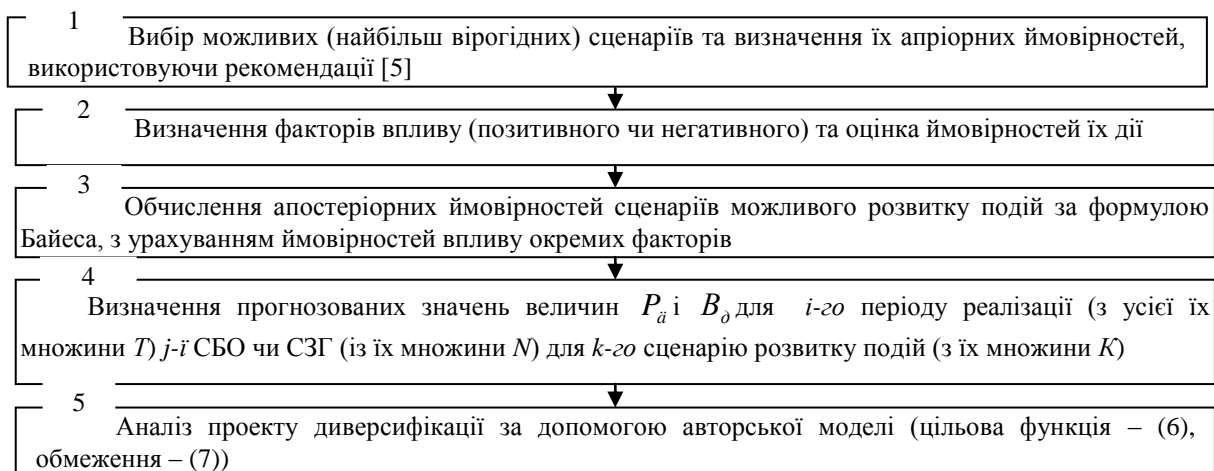 1
Вибір можливих (найбільш вірогідних) сценаріїв та визначення їх апріорних ймовірностей,
використовуючи рекомендації [5]
2
Визначення факторів впливу (позитивного чи негативного) та оцінка ймовірностей їх дії
3
Обчислення апостеріорних ймовірностей сценаріїв можливого розвитку подій за формулою
Байеса, з урахуванням ймовірностей впливу окремих факторів
4
Визначення прогнозованих значень величин P_ä і B_д для i-го періоду реалізації (з усієї їх
множини T) j-ї СБО чи СЗГ (із їх множини N) для k-го сценарію розвитку подій (з їх множини K)
5
Аналіз проекту диверсифікації за допомогою авторської моделі (цільова функція – (6),
обмеження – (7))